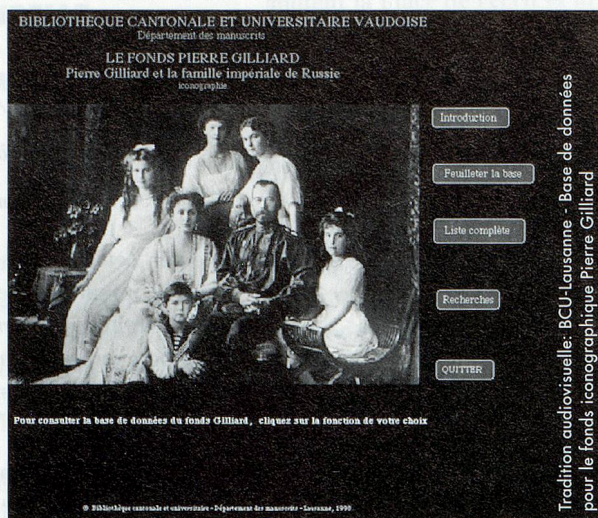 BIBLIOTHEQUE CANTONALE ET UNIVERSITAIRE VAUDOISE
Département des manuscrits
LE FONDS PIERRE GILLIARD
Pierre Gilliard et la famille impériale de Russie
iconographie
Introduction
Feuilleter la base
Liste complète
Recherches
QUITTER
Pour consulter la base de données du fonds Gilliard, cliquez sur la fonction de votre choix
© Bibliothèque cantonale et universitaire - Département des manuscrits - Lausanne, 1999
Tradition audiovisuelle: BCU-Lausanne - Base de données
pour le fonds iconographique Pierre Gilliard